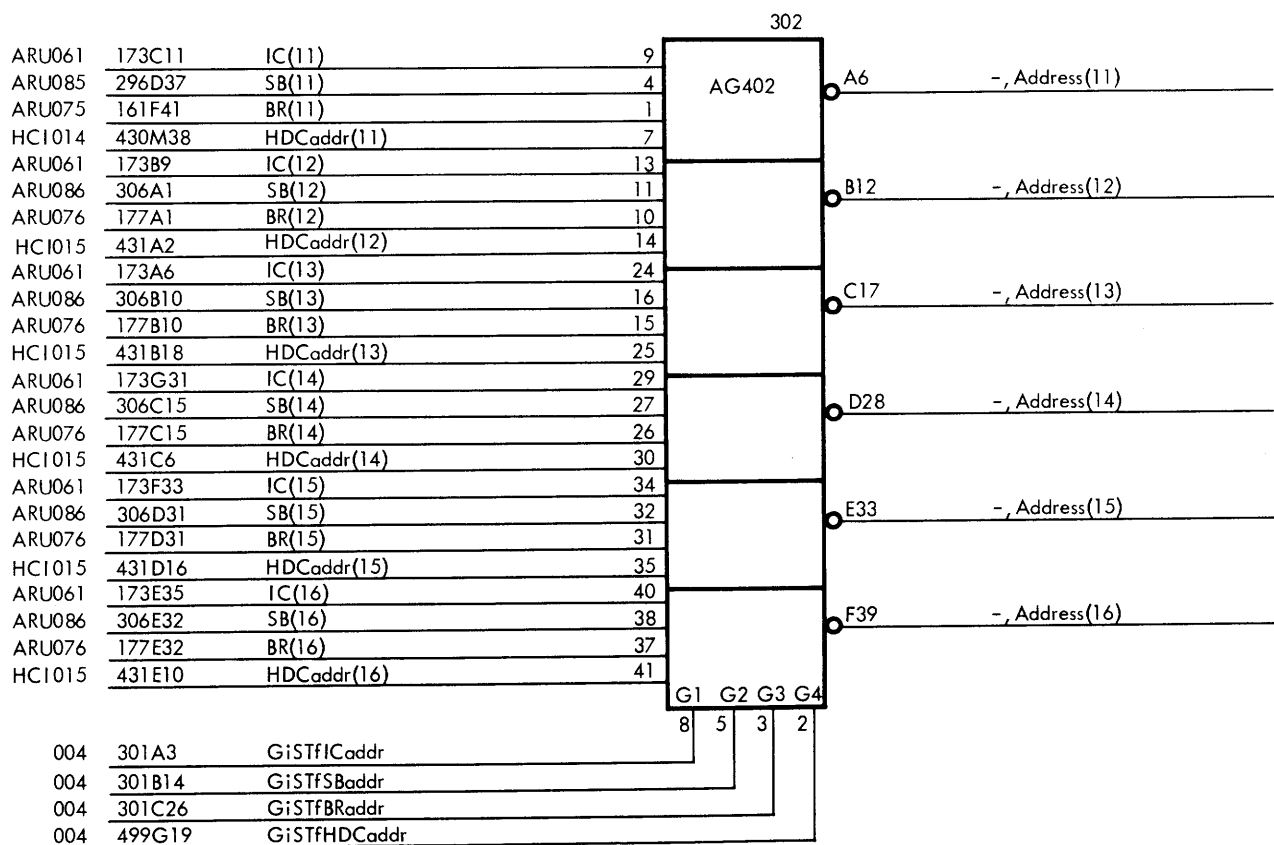 302
ARU061 173C11 IC(11) 9
ARU085 296D37 SB(11) 4
ARU075 161F41 BR(11) 1
HCI014 430M38 HDCaddr(11) 7
AG402
A6 -, Address(11)
ARU061 173B9 IC(12) 13
ARU086 306A1 SB(12) 11
ARU076 177A1 BR(12) 10
HCI015 431A2 HDCaddr(12) 14
B12 -, Address(12)
ARU061 173A6 IC(13) 24
ARU086 306B10 SB(13) 16
ARU076 177B10 BR(13) 15
HCI015 431B18 HDCaddr(13) 25
C17 -, Address(13)
ARU061 173G31 IC(14) 29
ARU086 306C15 SB(14) 27
ARU076 177C15 BR(14) 26
HCI015 431C6 HDCaddr(14) 30
D28 -, Address(14)
ARU061 173F33 IC(15) 34
ARU086 306D31 SB(15) 32
ARU076 177D31 BR(15) 31
HCI015 431D16 HDCaddr(15) 35
E33 -, Address(15)
ARU061 173E35 IC(16) 40
ARU086 306E32 SB(16) 38
ARU076 177E32 BR(16) 37
HCI015 431E10 HDCaddr(16) 41
F39 -, Address(16)
G1 G2 G3 G4
8 5 3 2
004 301A3 GiSTfICaddr
004 301B14 GiSTfSBaddr
004 301C26 GiSTfBRaddr
004 499G19 GiSTfHDCaddr